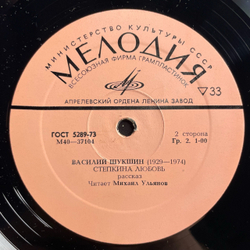 МИНИСТЕРСТВО КУЛЬТУРЫ СССР
МЕЛОДИЯ
ВСЕСОЮЗНАЯ ФИРМА ГРАМПЛАСТИНОК
33
АПРЕЛЕВСКИЙ ОРДЕНА ЛЕНИНА ЗАВОД
ГОСТ 5289-73
М40—37104
2 сторона
Гр. 2. 1-00
ВАСИЛИЙ ШУКШИН (1929—1974)
СТЕПКИНА ЛЮБОВЬ
рассказ
Читает Михаил Ульянов